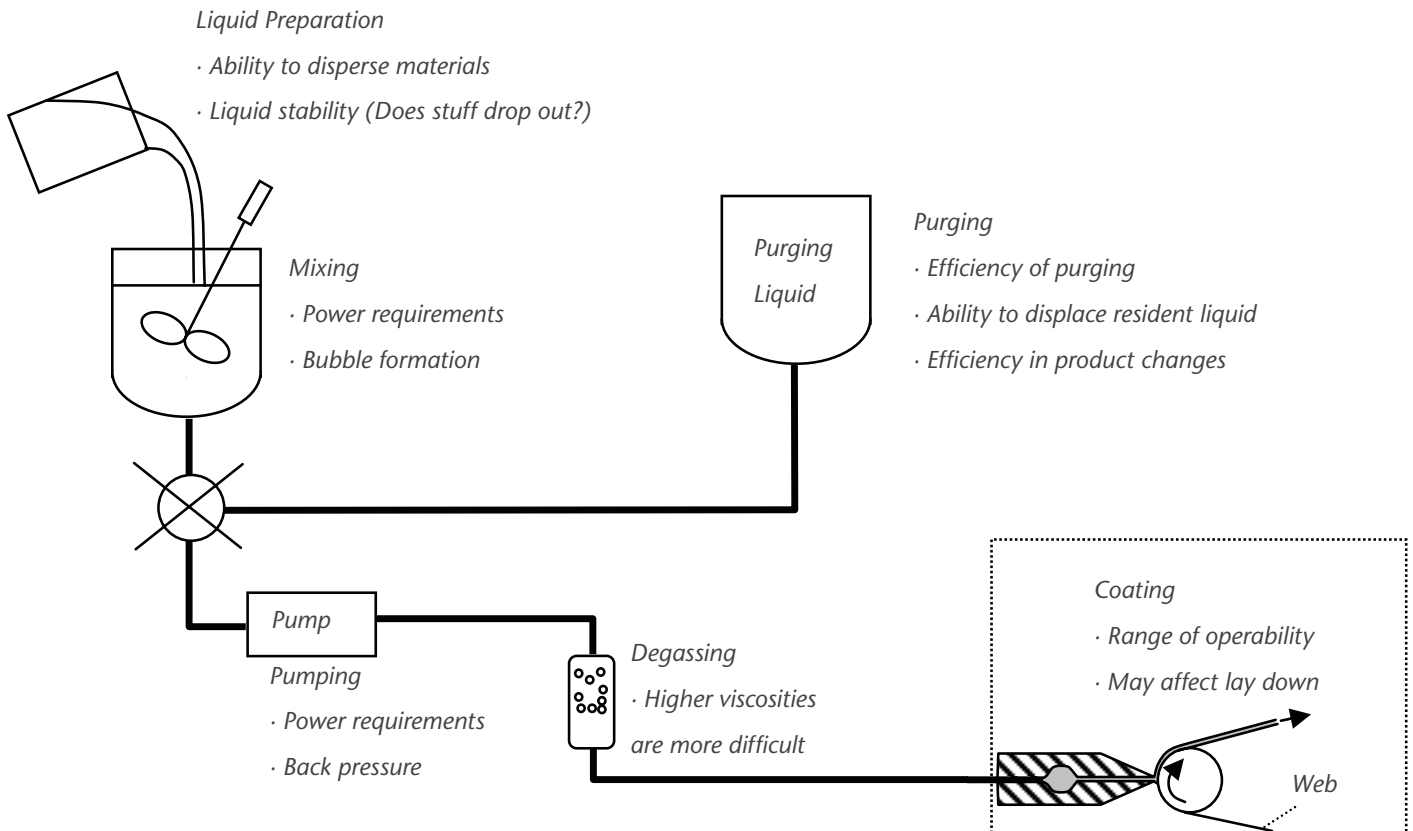 Liquid Preparation
· Ability to disperse materials
· Liquid stability (Does stuff drop out?)
Mixing
· Power requirements
· Bubble formation
Purging
Liquid
Purging
· Efficiency of purging
· Ability to displace resident liquid
· Efficiency in product changes
Pump
Pumping
· Power requirements
· Back pressure
Degassing
· Higher viscosities
are more difficult
Coating
· Range of operability
· May affect lay down
Web